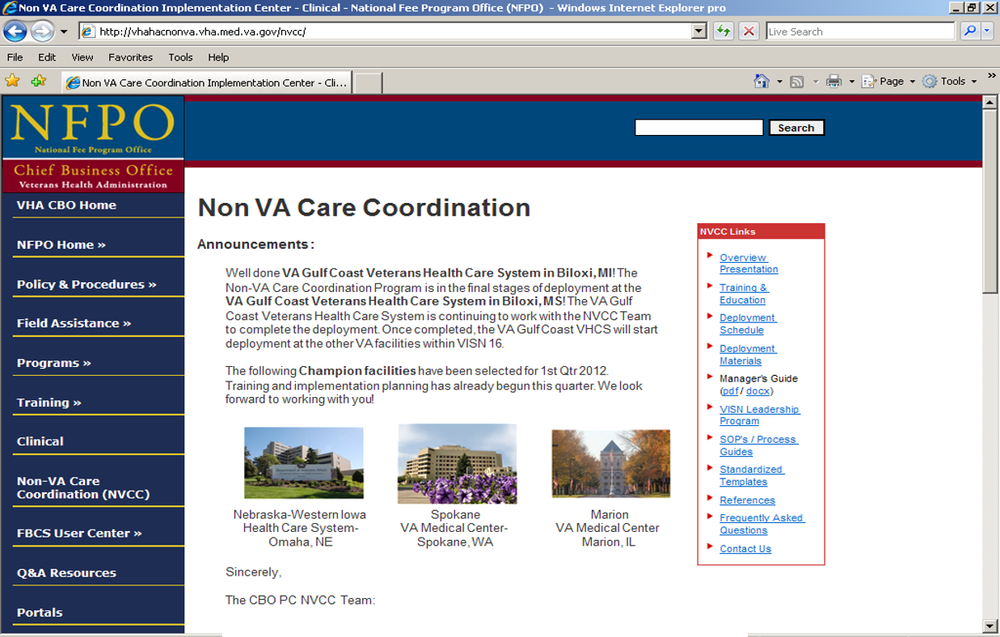 Non VA Care Coordination Implementation Center - Clinical - National Fee Program Office (NFPO) - Windows Internet Explorer pro
http://vhahacnonva.vha.med.va.gov/nvcc/
Live Search
File Edit View Favorites Tools Help
Non VA Care Coordination Implementation Center - Cli...
Page Tools
NFPO
National Fee Program Office
Chief Business Office
Veterans Health Administration
Search
VHA CBO Home
NFPO Home »
Policy & Procedures »
Field Assistance »
Programs »
Training »
Clinical
Non-VA Care
Coordination (NVCC)
FBCS User Center »
Q&A Resources
Portals
Non VA Care Coordination
Announcements:
Well done VA Gulf Coast Veterans Health Care System in Biloxi, MI! The
Non-VA Care Coordination Program is in the final stages of deployment at the
VA Gulf Coast Veterans Health Care System in Biloxi, MS! The VA Gulf
Coast Veterans Health Care System is continuing to work with the NVCC Team
to complete the deployment. Once completed, the VA Gulf Coast VHCS will start
deployment at the other VA facilities within VISN 16.
The following Champion facilities have been selected for 1st Qtr 2012.
Training and implementation planning has already begun this quarter. We look
forward to working with you!
Department of Veterans Affairs
Nebraska-Western Iowa
Health Care System-
Omaha, NE
Spokane
VA Medical Center-
Spokane, WA
Marion
VA Medical Center
Marion, IL
Sincerely,
The CBO PC NVCC Team:
NVCC Links
Overview
Presentation
Training &
Education
Deployment
Schedule
Deployment
Materials
Manager's Guide
(pdf / docx)
VISN Leadership
Program
SOP's / Process
Guides
Standardized
Templates
References
Frequently Asked
Questions
Contact Us